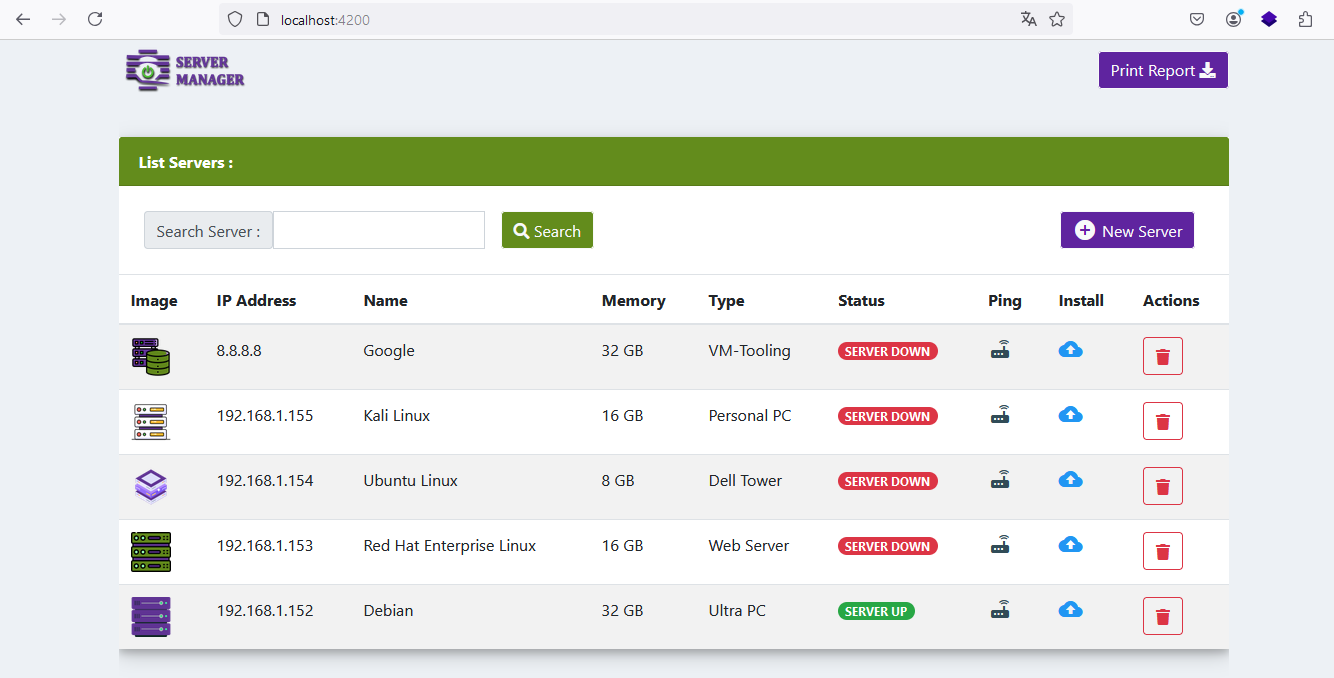 localhost:4200
SERVER
MANAGER
Print Report
List Servers :
Search Server : Search New Server
Image IP Address Name Memory Type Status Ping Install Actions
8.8.8.8 Google 32 GB VM-Tooling SERVER DOWN
192.168.1.155 Kali Linux 16 GB Personal PC SERVER DOWN
192.168.1.154 Ubuntu Linux 8 GB Dell Tower SERVER DOWN
192.168.1.153 Red Hat Enterprise Linux 16 GB Web Server SERVER DOWN
192.168.1.152 Debian 32 GB Ultra PC SERVER UP